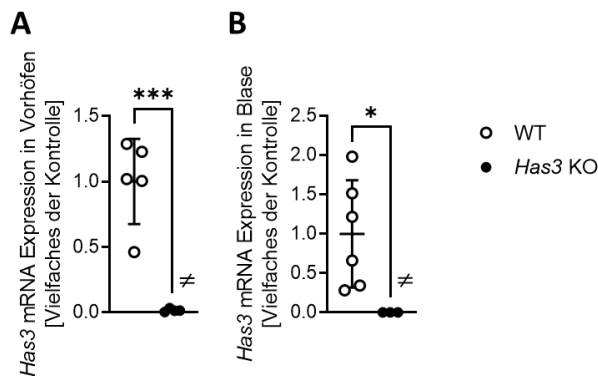 A
B
Has3 mRNA Expression in Vorhöfen
[Vielfaches der Kontrolle]
1.5
1.0
0.5
0.0
***
≠
Has3 mRNA Expression in Blase
[Vielfaches der Kontrolle]
2.5
2.0
1.5
1.0
0.5
0.0
*
≠
WT
Has3 KO